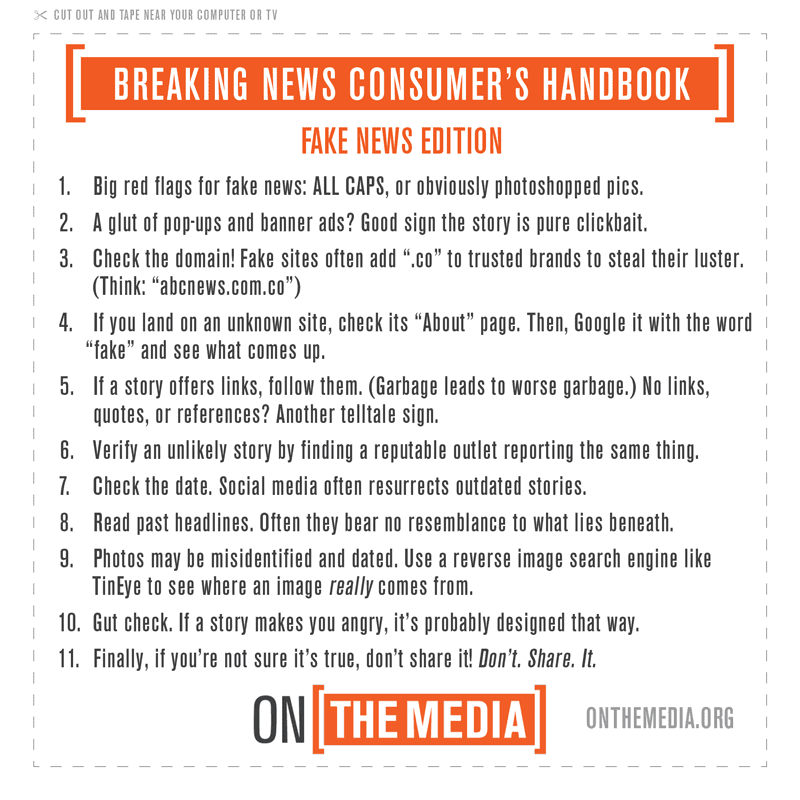 CUT OUT AND TAPE NEAR YOUR COMPUTER OR TV
BREAKING NEWS CONSUMER'S HANDBOOK
FAKE NEWS EDITION
1. Big red flags for fake news: ALL CAPS, or obviously photoshopped pics.
2. A glut of pop-ups and banner ads? Good sign the story is pure clickbait.
3. Check the domain! Fake sites often add “.co” to trusted brands to steal their luster.
(Think: “abcnews.com.co”)
4. If you land on an unknown site, check its “About” page. Then, Google it with the word
“fake” and see what comes up.
5. If a story offers links, follow them. (Garbage leads to worse garbage.) No links,
quotes, or references? Another telltale sign.
6. Verify an unlikely story by finding a reputable outlet reporting the same thing.
7. Check the date. Social media often resurrects outdated stories.
8. Read past headlines. Often they bear no resemblance to what lies beneath.
9. Photos may be misidentified and dated. Use a reverse image search engine like
TinEye to see where an image really comes from.
10. Gut check. If a story makes you angry, it's probably designed that way.
11. Finally, if you're not sure it's true, don't share it! Don't. Share. It.
ON THE MEDIA
ONTHEMEDIA.ORG